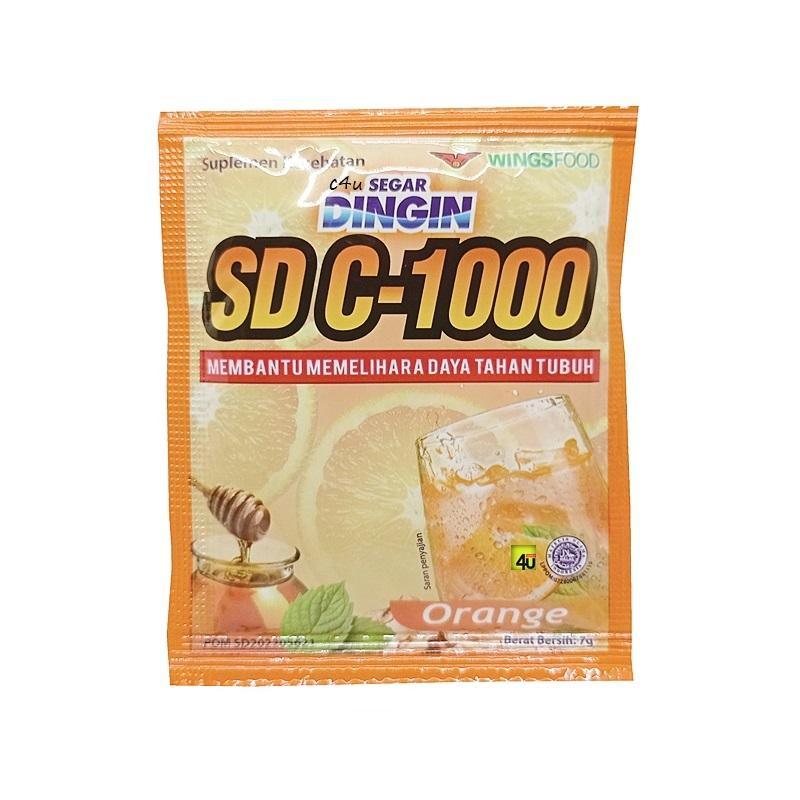 Suplemen Kesehatan
WINGSFOOD
c4u SEGAR
DINGIN
SD C-1000
MEMBANTU MEMELIHARA DAYA TAHAN TUBUH
Saran penyajian
4u
Orange
Berat Bersih: 7g